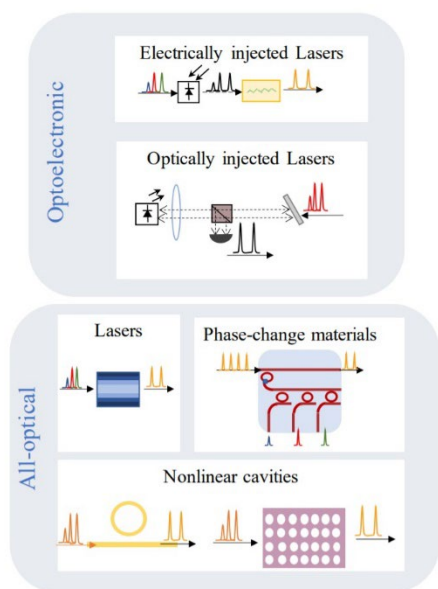 Optoelectronic
Electrically injected Lasers
Optically injected Lasers
All-optical
Lasers
Phase-change materials
Nonlinear cavities